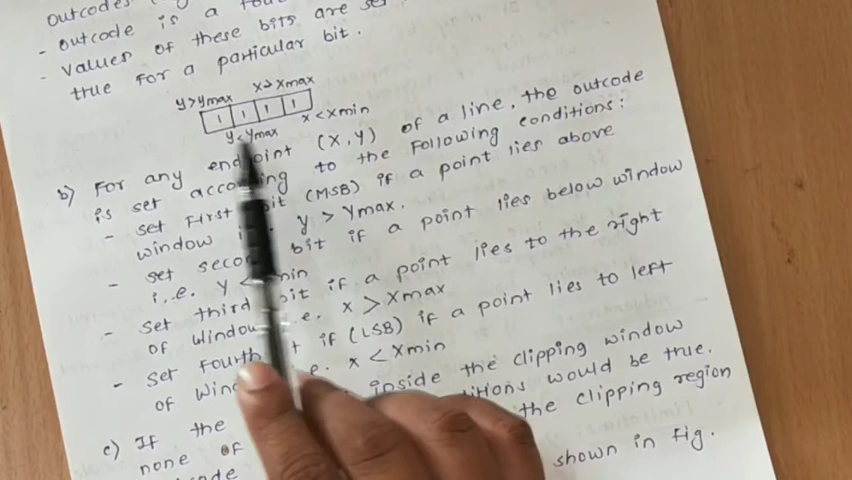 outcodes
- outcode is a four
- values of these bits are set
true for a particular bit.
y>ymax x>xmax
1 1 1 1
x<xmin
y<ymax
b) For any endpoint (x,y) of a line, the outcode
is set according to the following conditions:
- set First bit (MSB) if a point lies above
window y > ymax.
- set second bit if a point lies below window
i.e. y < min
- set third bit if a point lies to the right
of window x > xmax
- set fourth if (LSB) if a point lies to left
of x < xmin
c) If the inside the clipping window
none of would be true.
the clipping region
shown in fig.